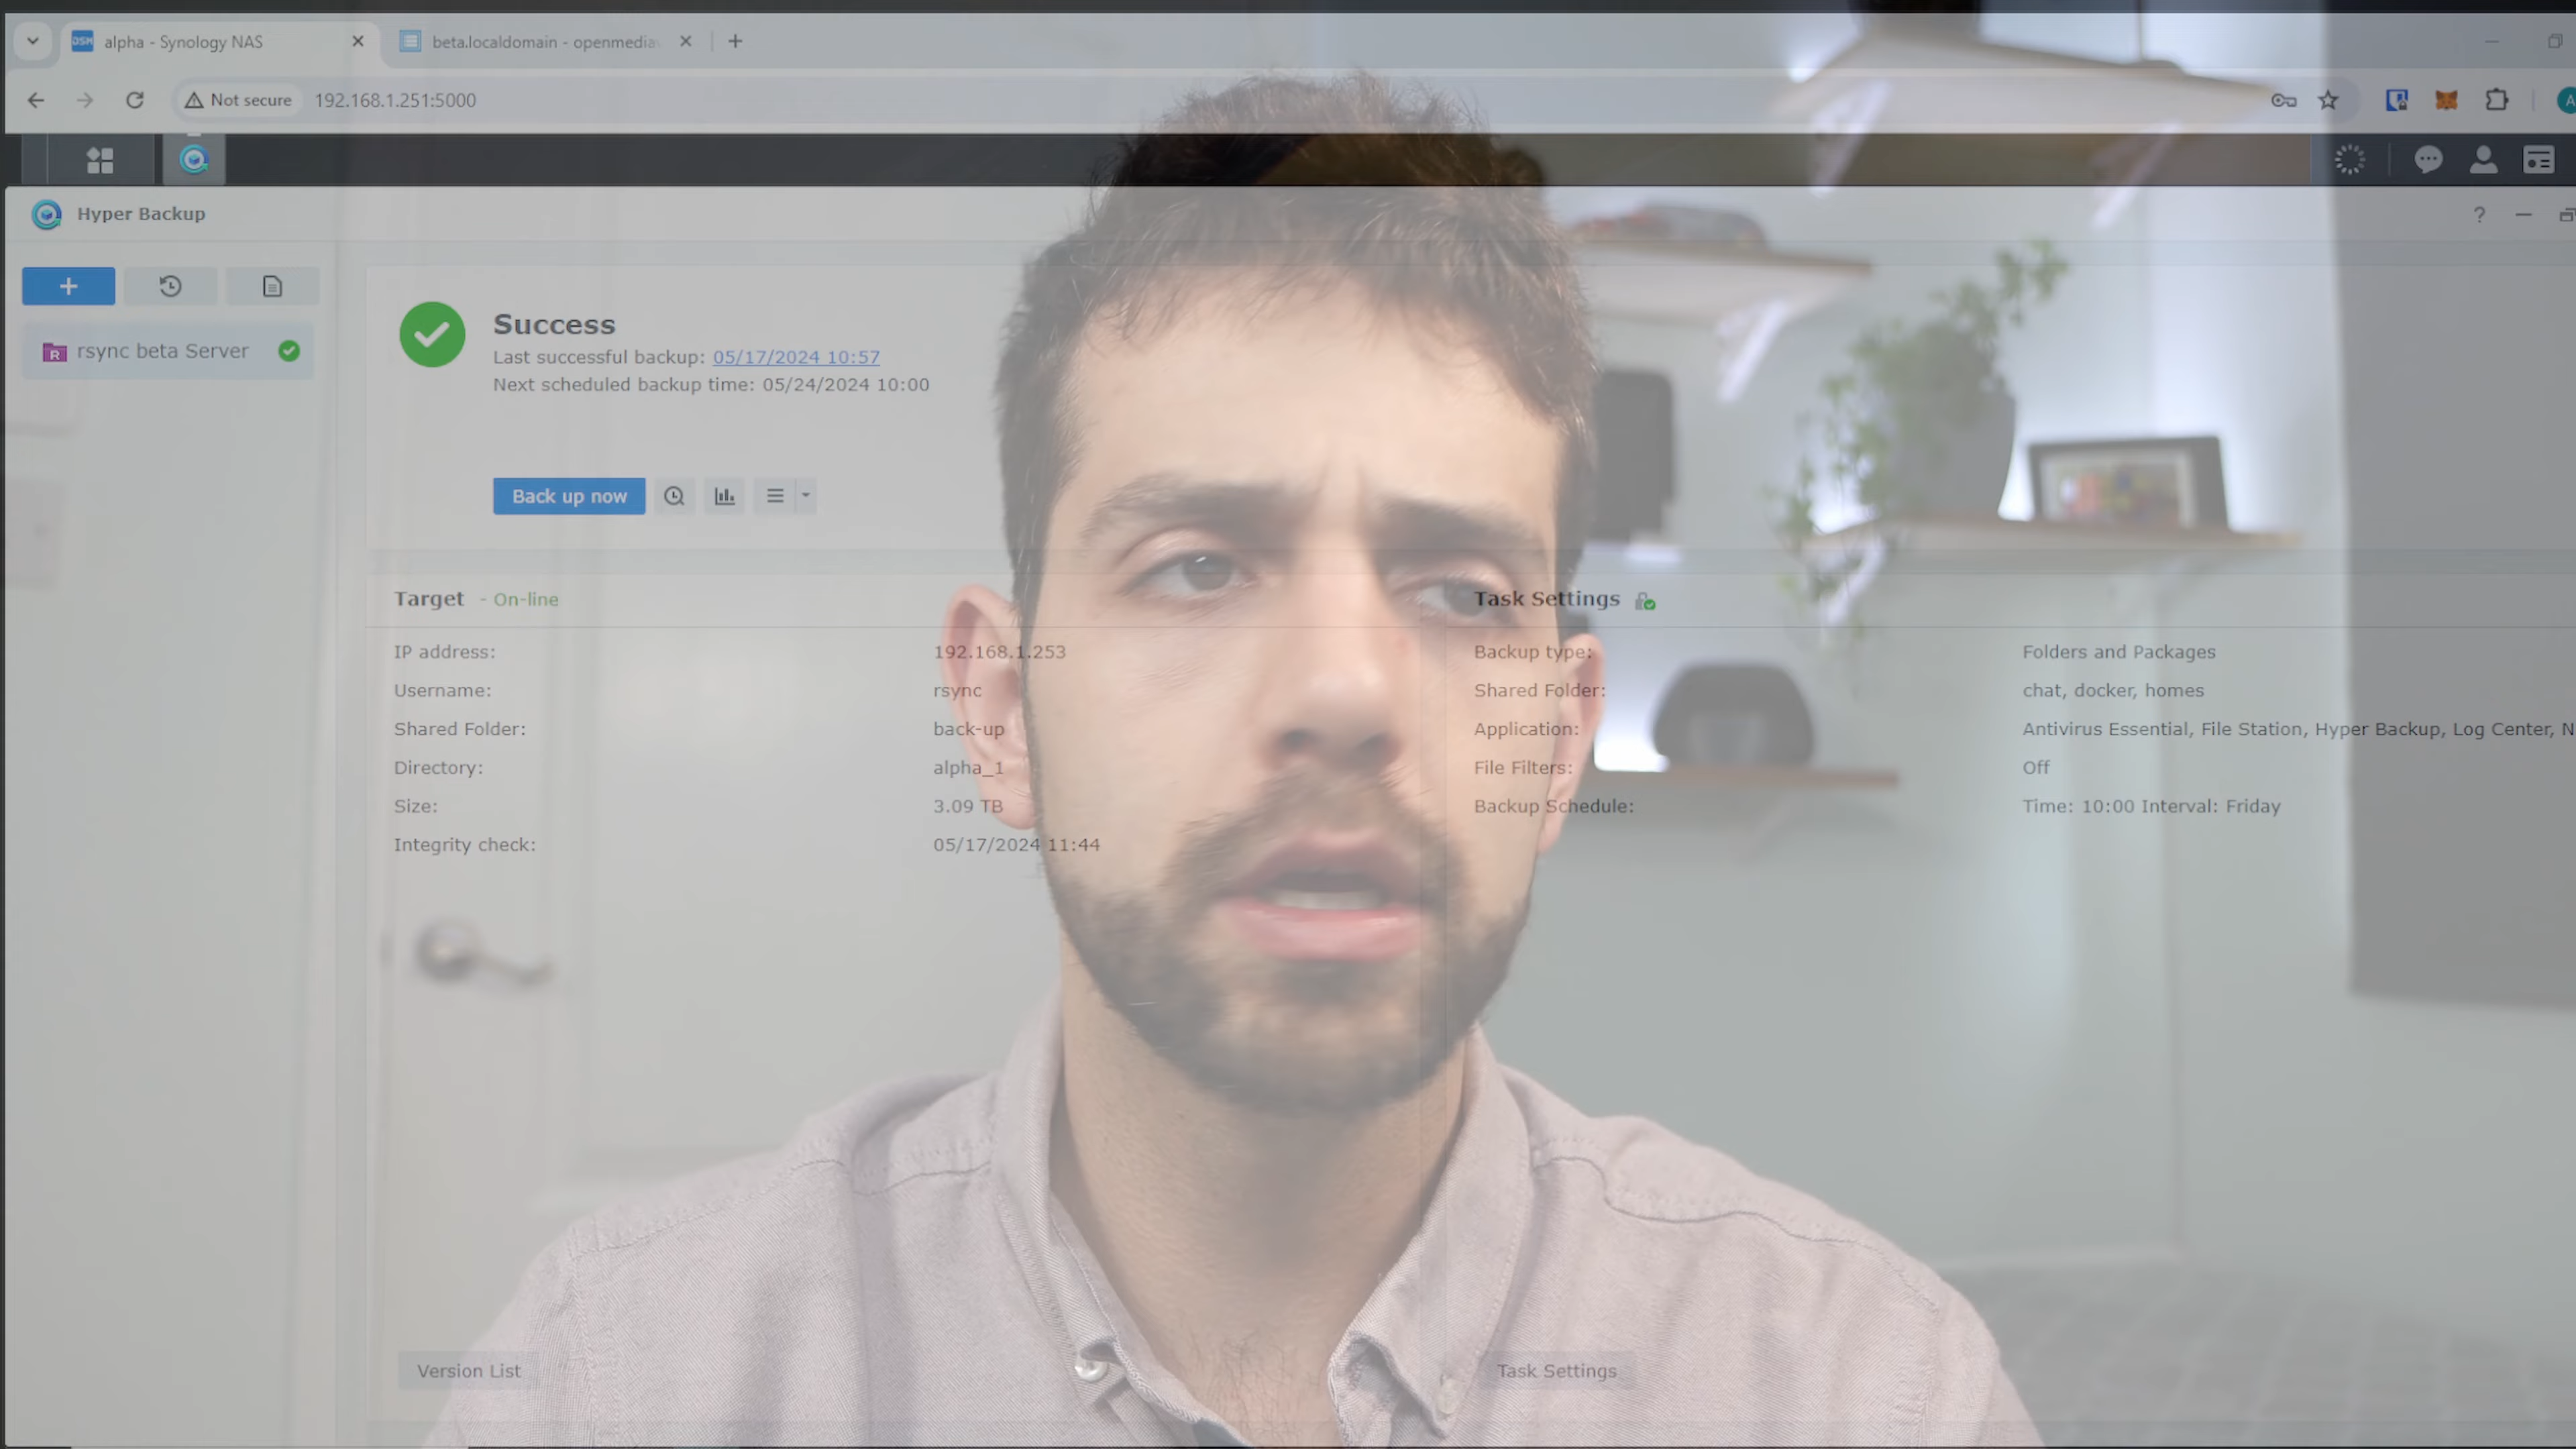 alpha - Synology NAS
beta.localdomain - openmedia
Not secure 192.168.1.251:5000
Hyper Backup
rsync beta Server
Success
Last successful backup: 05/17/2024 10:57
Next scheduled backup time: 05/24/2024 10:00
Back up now
Target - On-line
IP address: 192.168.1.253
Username: rsync
Shared Folder: back-up
Directory: alpha_1
Size: 3.09 TB
Integrity check: 05/17/2024 11:44
Version List
Task Settings
Backup type: Folders and Packages
Shared Folder: chat, docker, homes
Application: Antivirus Essential, File Station, Hyper Backup, Log Center, N
File Filters: Off
Backup Schedule: Time: 10:00 Interval: Friday
Task Settings